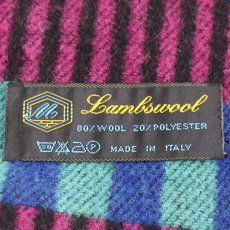 M Lambswool
80% WOOL 20% POLYESTER
MADE IN ITALY